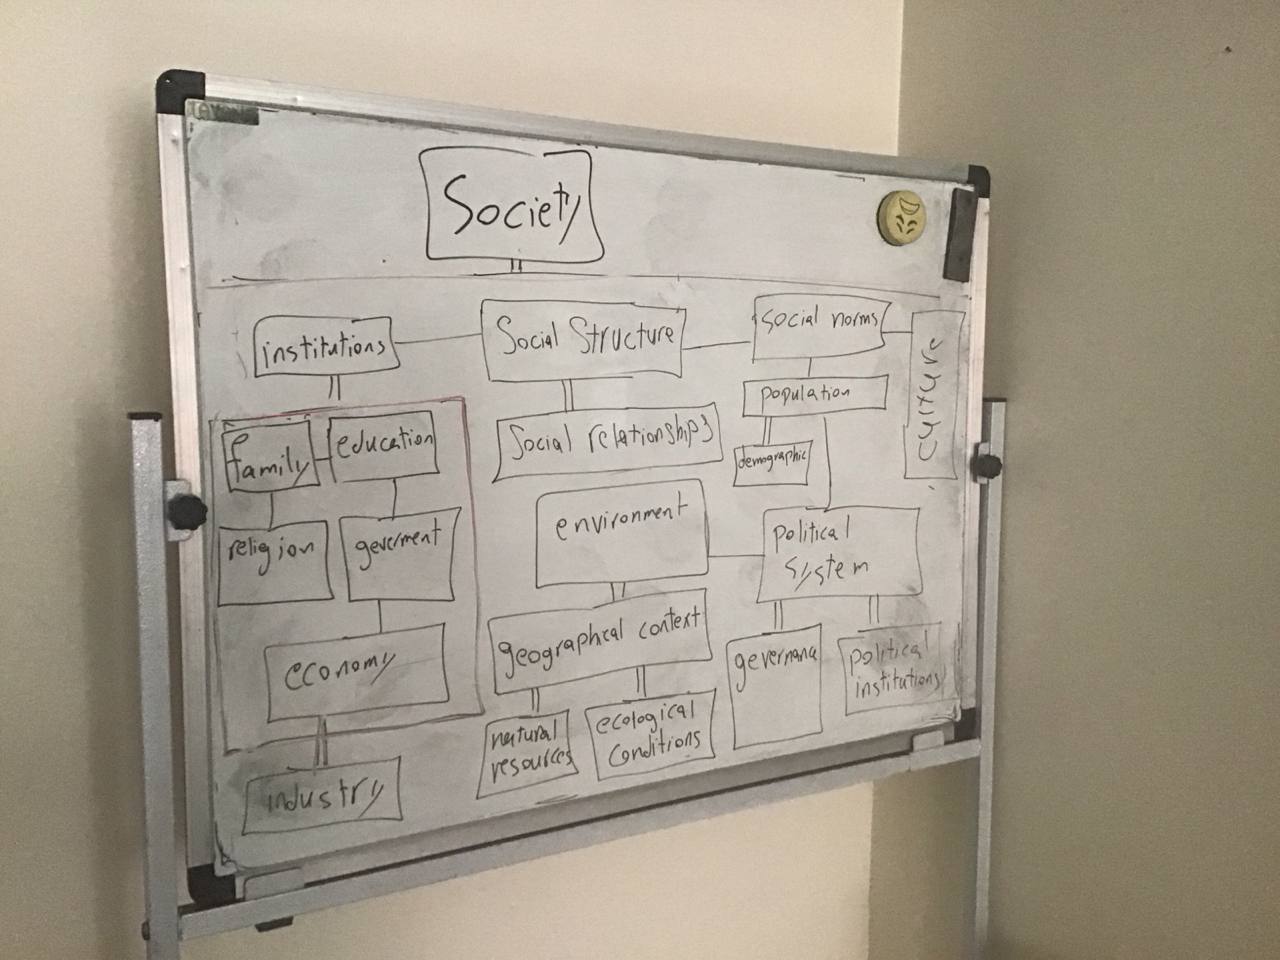 Society
institutions
Social Structure
social norms
culture
family
education
Social relationships
population
demographic
religion
geverment
environment
political
system
economy
geographical context
gevermana
political
institutions
industry
natural
resources
ecological
conditions